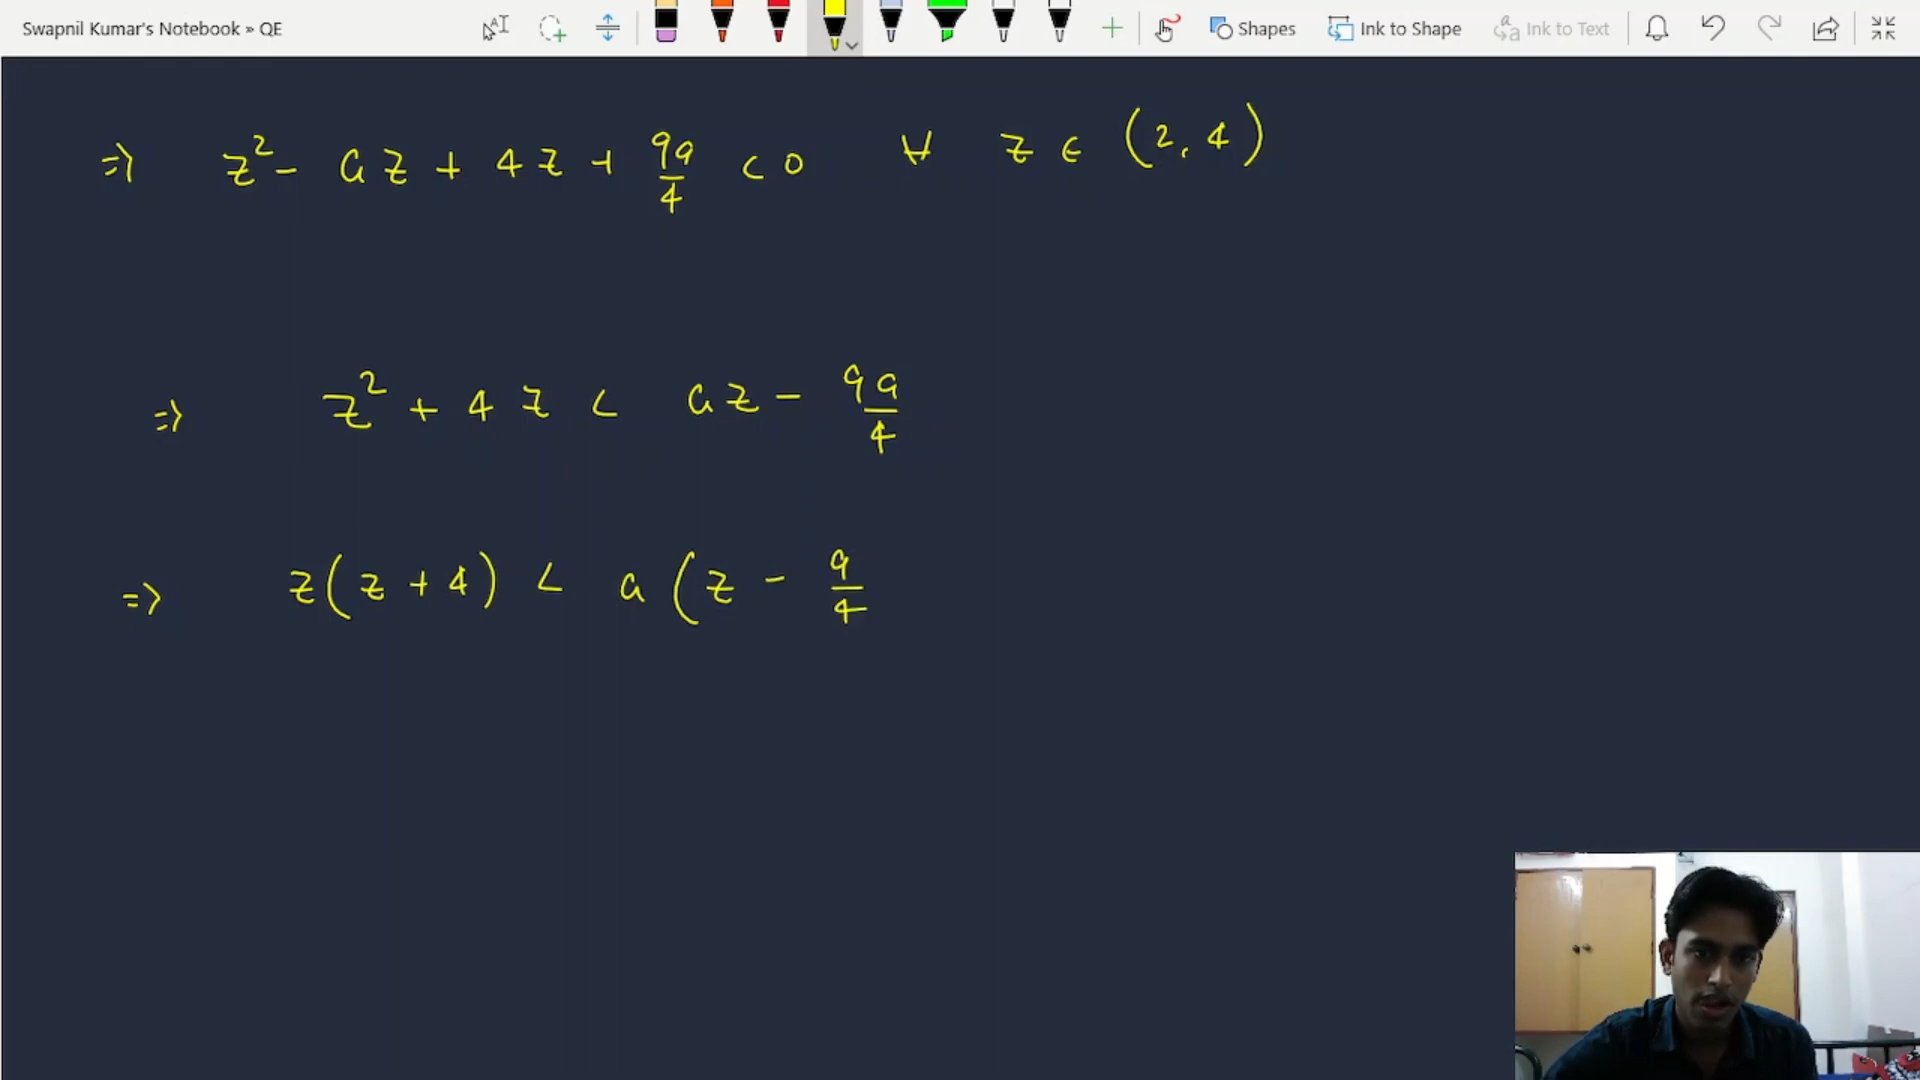 Swapnil Kumar's Notebook » QE Shapes Ink to Shape Ink to Text
⇒ z² - az + 4z + 9a/4 < 0 ∀ z ∈ (2, 4)
⇒ z² + 4z < az - 9a/4
⇒ z(z + 4) < a(z - 9/4